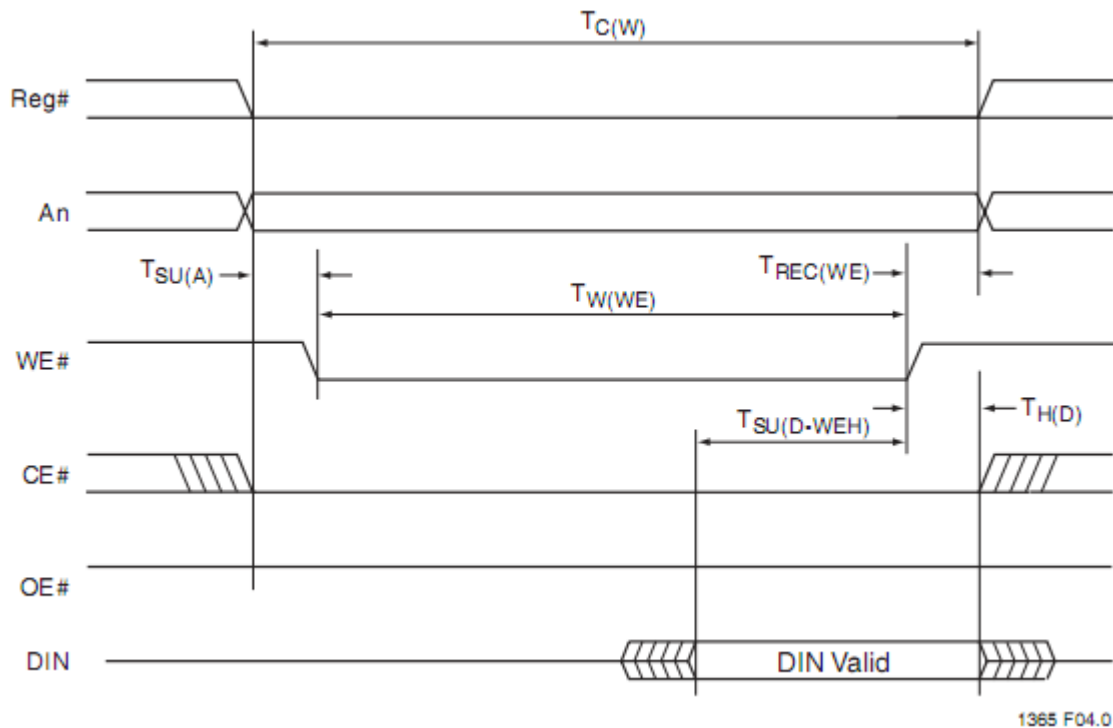 TC(W)
Reg#
An
TSU(A)
TREC(WE)
TW(WE)
WE#
TSU(D-WEH)
TH(D)
CE#
OE#
DIN
DIN Valid
1365 F04.0